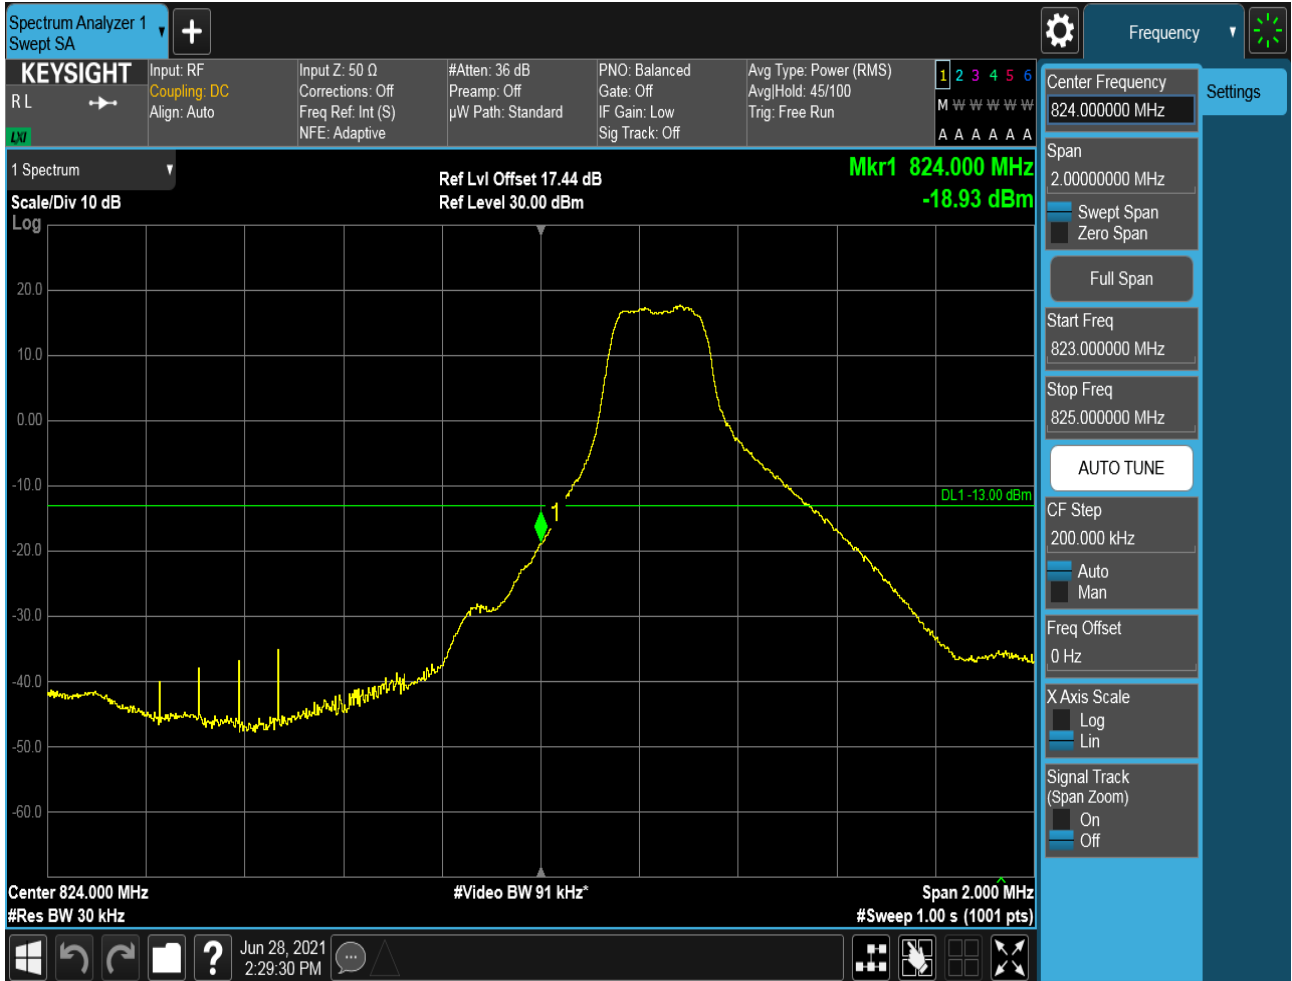 Spectrum Analyzer 1
Swept SA
Frequency
KEYSIGHT
R L
LXI
Input: RF
Coupling: DC
Align: Auto
Input Z: 50 Ω
Corrections: Off
Freq Ref: Int (S)
NFE: Adaptive
#Atten: 36 dB
Preamp: Off
µW Path: Standard
PNO: Balanced
Gate: Off
IF Gain: Low
Sig Track: Off
Avg Type: Power (RMS)
Avg|Hold: 45/100
Trig: Free Run
1 2 3 4 5 6
M W W W W W
A A A A A A
1 Spectrum
Scale/Div 10 dB
Log
Ref Lvl Offset 17.44 dB
Ref Level 30.00 dBm
Mkr1 824.000 MHz
-18.93 dBm
20.0
10.0
0.00
-10.0
-20.0
-30.0
-40.0
-50.0
-60.0
DL1 -13.00 dBm
1
Center 824.000 MHz
#Res BW 30 kHz
#Video BW 91 kHz*
Span 2.000 MHz
#Sweep 1.00 s (1001 pts)
Center Frequency
824.000000 MHz
Span
2.00000000 MHz
Swept Span
Zero Span
Full Span
Start Freq
823.000000 MHz
Stop Freq
825.000000 MHz
AUTO TUNE
CF Step
200.000 kHz
Auto
Man
Freq Offset
0 Hz
X Axis Scale
Log
Lin
Signal Track
(Span Zoom)
On
Off
Settings
?
Jun 28, 2021
2:29:30 PM